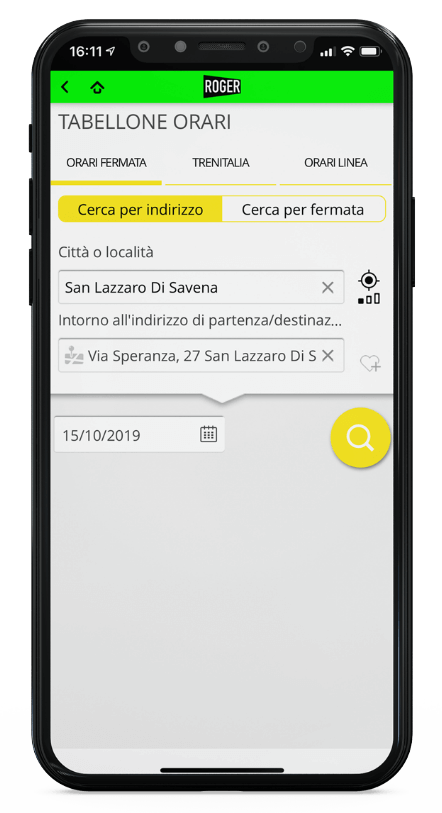 16:11
ROGER
TABELLONE ORARI
ORARI FERMATA
TRENITALIA
ORARI LINEA
Cerca per indirizzo
Cerca per fermata
Città o località
San Lazzaro Di Savena
Intorno all'indirizzo di partenza/destinaz...
Via Speranza, 27 San Lazzaro Di S
15/10/2019